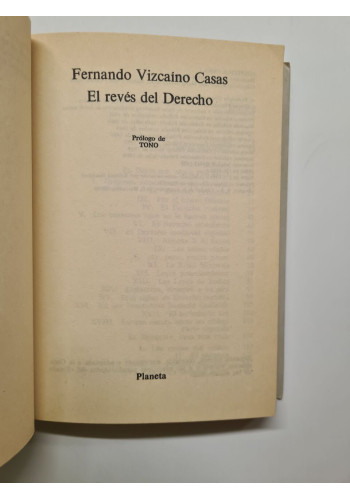 Fernando Vizcaíno Casas
El revés del Derecho
Prólogo de
TONO
Planeta